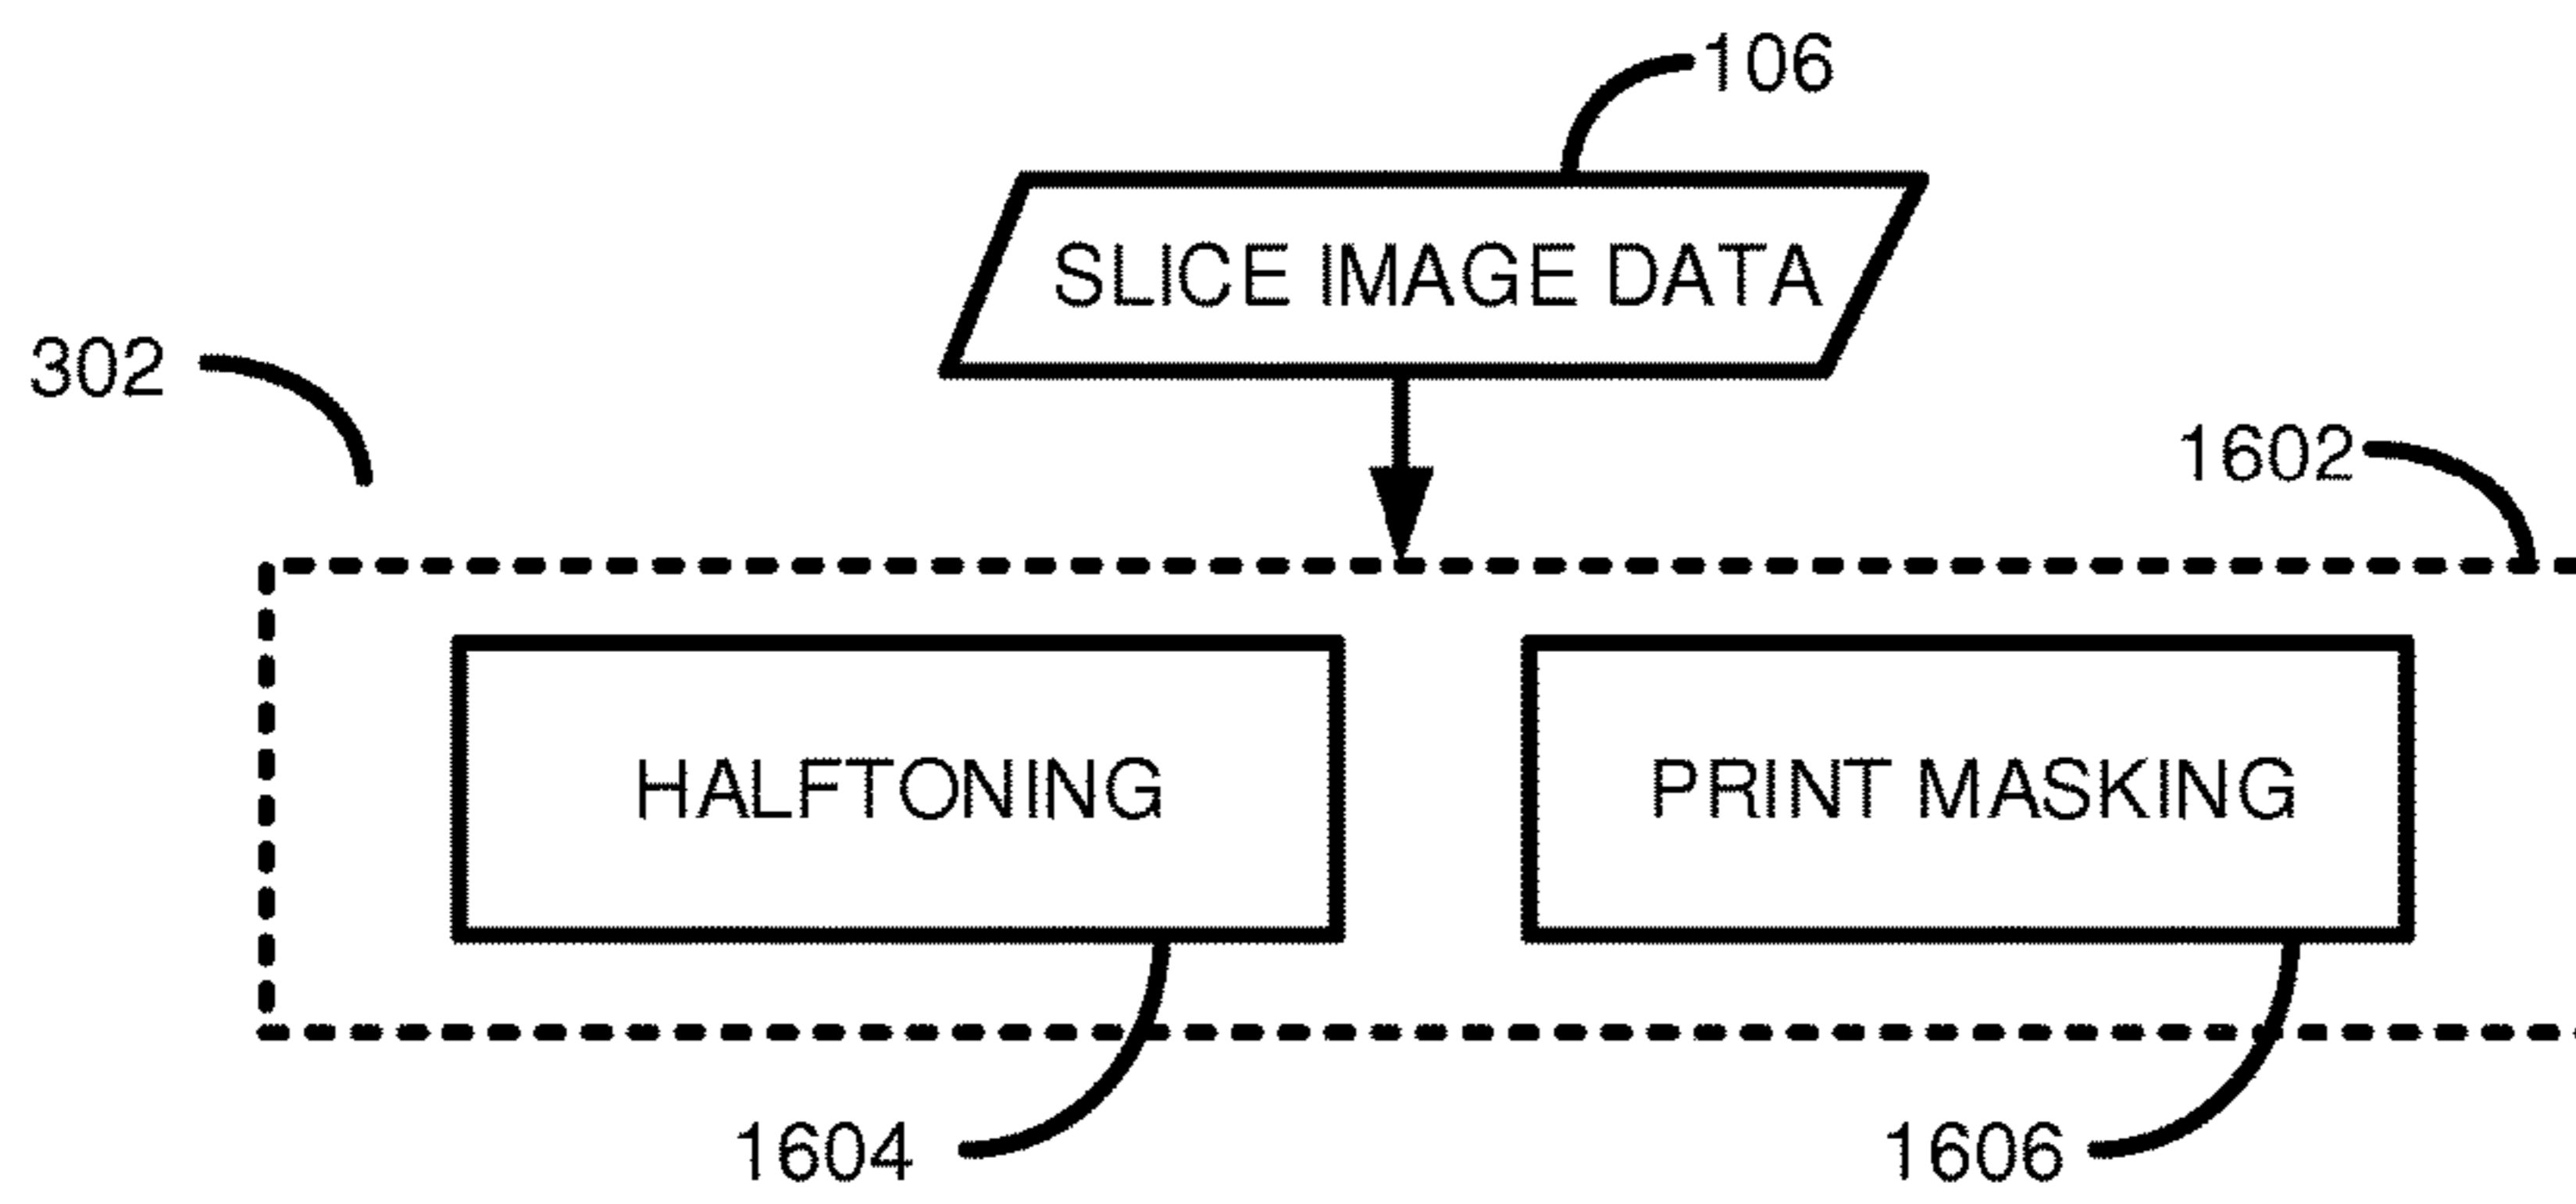 106
SLICE IMAGE DATA
302
1602
HALFTONING
PRINT MASKING
1604
1606